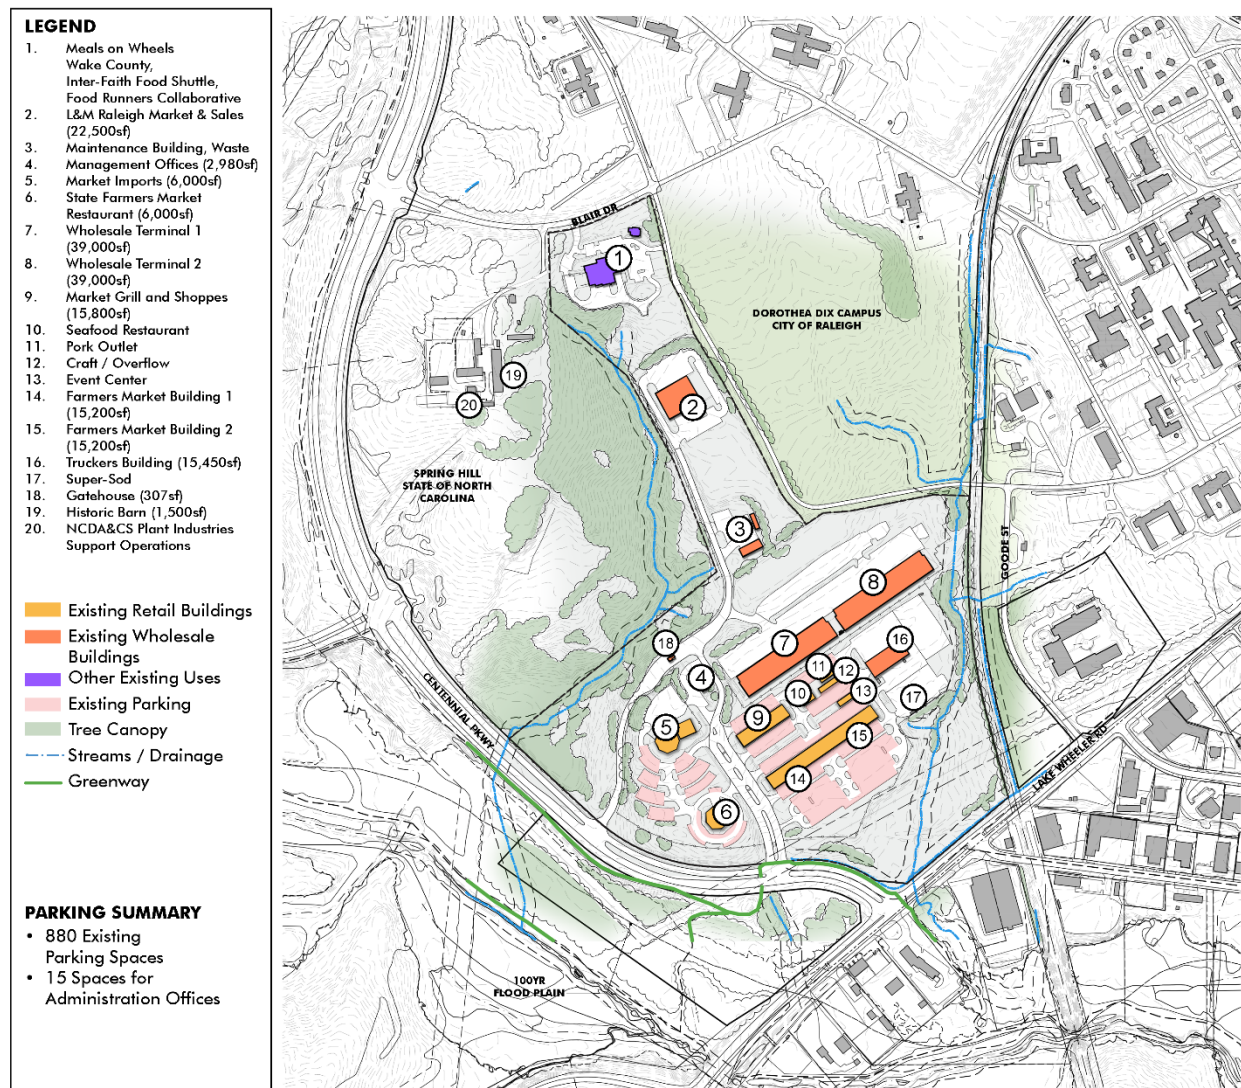 LEGEND
1. Meals on Wheels
Wake County,
Inter-Faith Food Shuttle,
Food Runners Collaborative
2. L&M Raleigh Market & Sales
(22,500sf)
3. Maintenance Building, Waste
4. Management Offices (2,980sf)
5. Market Imports (6,000sf)
6. State Farmers Market
Restaurant (6,000sf)
7. Wholesale Terminal 1
(39,000sf)
8. Wholesale Terminal 2
(39,000sf)
9. Market Grill and Shoppes
(15,800sf)
10. Seafood Restaurant
11. Pork Outlet
12. Craft / Overflow
13. Event Center
14. Farmers Market Building 1
(15,200sf)
15. Farmers Market Building 2
(15,200sf)
16. Truckers Building (15,450sf)
17. Super-Sod
18. Gatehouse (307sf)
19. Historic Barn (1,500sf)
20. NCDA&CS Plant Industries
Support Operations
Existing Retail Buildings
Existing Wholesale
Buildings
Other Existing Uses
Existing Parking
Tree Canopy
Streams / Drainage
Greenway
PARKING SUMMARY
• 880 Existing
Parking Spaces
• 15 Spaces for
Administration Offices
BLAIR DR
1
DOROTHEA DIX CAMPUS
CITY OF RALEIGH
19
20
2
SPRING HILL
STATE OF NORTH
CAROLINA
3
GOODE ST
8
7
18
16
11
12
4
10
13
17
9
5
15
14
6
CENTENNIAL PKWY
LAKE WHEELER RD
100YR
FLOOD PLAIN